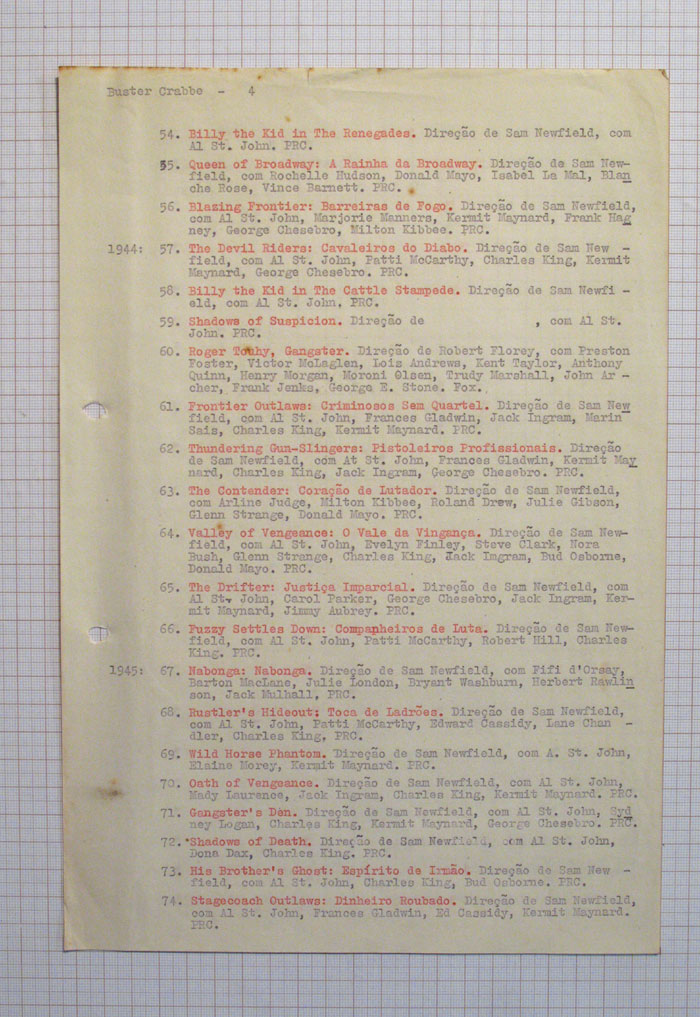 Buster Crabbe - 4
54. Billy the Kid in The Renegades. Direção de Sam Newfield, com
Al St. John. PRC.
55. Queen of Broadway: A Rainha da Broadway. Direção de Sam New-
field, com Rochelle Hudson, Donald Mayo, Isabel La Mal, Blan
che Rose, Vince Barnett. PRC.
56. Blazing Frontier: Barreiras de Fogo. Direção de Sam Newfield,
com Al St. John, Marjorie Manners, Kermit Maynard, Frank Hag
ney, George Chesebro, Milton Kibbee. PRC.
1944: 57. The Devil Riders: Cavaleiros do Diabo. Direção de Sam New -
field, com Al St. John, Patti McCarthy, Charles King, Kermit
Maynard, George Chesebro. PRC.
58. Billy the Kid in The Cattle Stampede. Direção de Sam Newfi -
eld, com Al St. John, PRC.
59. Shadows of Suspicion. Direção de , com Al St.
John. PRC.
60. Roger Touhy, Gangster. Direção de Robert Florey, com Preston
Foster, Victor McLaglen, Lois Andrews, Kent Taylor, Anthony
Quinn, Henry Morgan, Moroni Olsen, Trudy Marshall, John Ar -
cher, Frank Jenks, George E. Stone. Fox.
61. Frontier Outlaws: Criminosos Sem Quartel. Direção de Sam New
field, com Al St. John, Frances Gladwin, Jack Ingram, Marin
Sais, Charles King, Kermit Maynard. PRC.
62. Thundering Gun-Slingers: Pistoleiros Profissionais. Direção
de Sam Newfield, com At St. John, Frances Gladwin, Kermit May
nard, Charles King, Jack Ingram, George Chesebro. PRC.
63. The Contender: Coração de Lutador. Direção de Sam Newfield,
com Arline Judge, Milton Kibbee, Roland Drew, Julie Gibson,
Glenn Strange, Donald Mayo. PRC.
64. Valley of Vengeance: O Vale da Vingança. Direção de Sam New-
field, com Al St. John, Evelyn Finley, Steve Clark, Nora
Bush, Glenn Strange, Charles King, Jack Ingram, Bud Osborne,
Donald Mayo. PRC.
65. The Drifter: Justiça Imparcial. Direção de Sam Newfield, com
Al St. John, Carol Parker, George Chesebro, Jack Ingram, Ker-
mit Maynard, Jimmy Aubrey. PRC.
66. Fuzzy Settles Down: Companheiros de Luta. Direção de Sam New-
field, com Al St. John, Patti McCarthy, Robert Hill, Charles
King. PRC.
1945: 67. Nabonga: Nabonga. Direção de Sam Newfield, com Fifi d'Orsay,
Barton MacLane, Julie London, Bryant Washburn, Herbert Rawlin
son, Jack Mulhall, PRC.
68. Rustler's Hideout: Toca de Ladrões. Direção de Sam Newfield,
com Al St. John, Patti McCarthy, Edward Cassidy, Lane Chan -
dler, Charles King, PRC.
69. Wild Horse Phantom. Direção de Sam Newfield, com A. St. John,
Elaine Morey, Kermit Maynard. PRC.
70. Oath of Vengeance. Direção de Sam Newfield, com Al St. John,
Mady Laurence, Jack Ingram, Charles King, Kermit Maynard. PRC.
71. Gangster's Den. Direção de Sam Newfield, com Al St. John, Syd
ney Logan, Charles King, Kermit Maynard, George Chesebro. PRC.
72. Shadows of Death. Direção de Sam Newfield, com Al St. John,
Dona Dax, Charles King. PRC.
73. His Brother's Ghost: Espírito de Irmão. Direção de Sam New -
field, com Al St. John, Charles King, Bud Osborne. PRC.
74. Stagecoach Outlaws: Dinheiro Roubado. Direção de Sam Newfield,
com Al St. John, Frances Gladwin, Ed Cassidy, Kermit Maynard.
PRC.